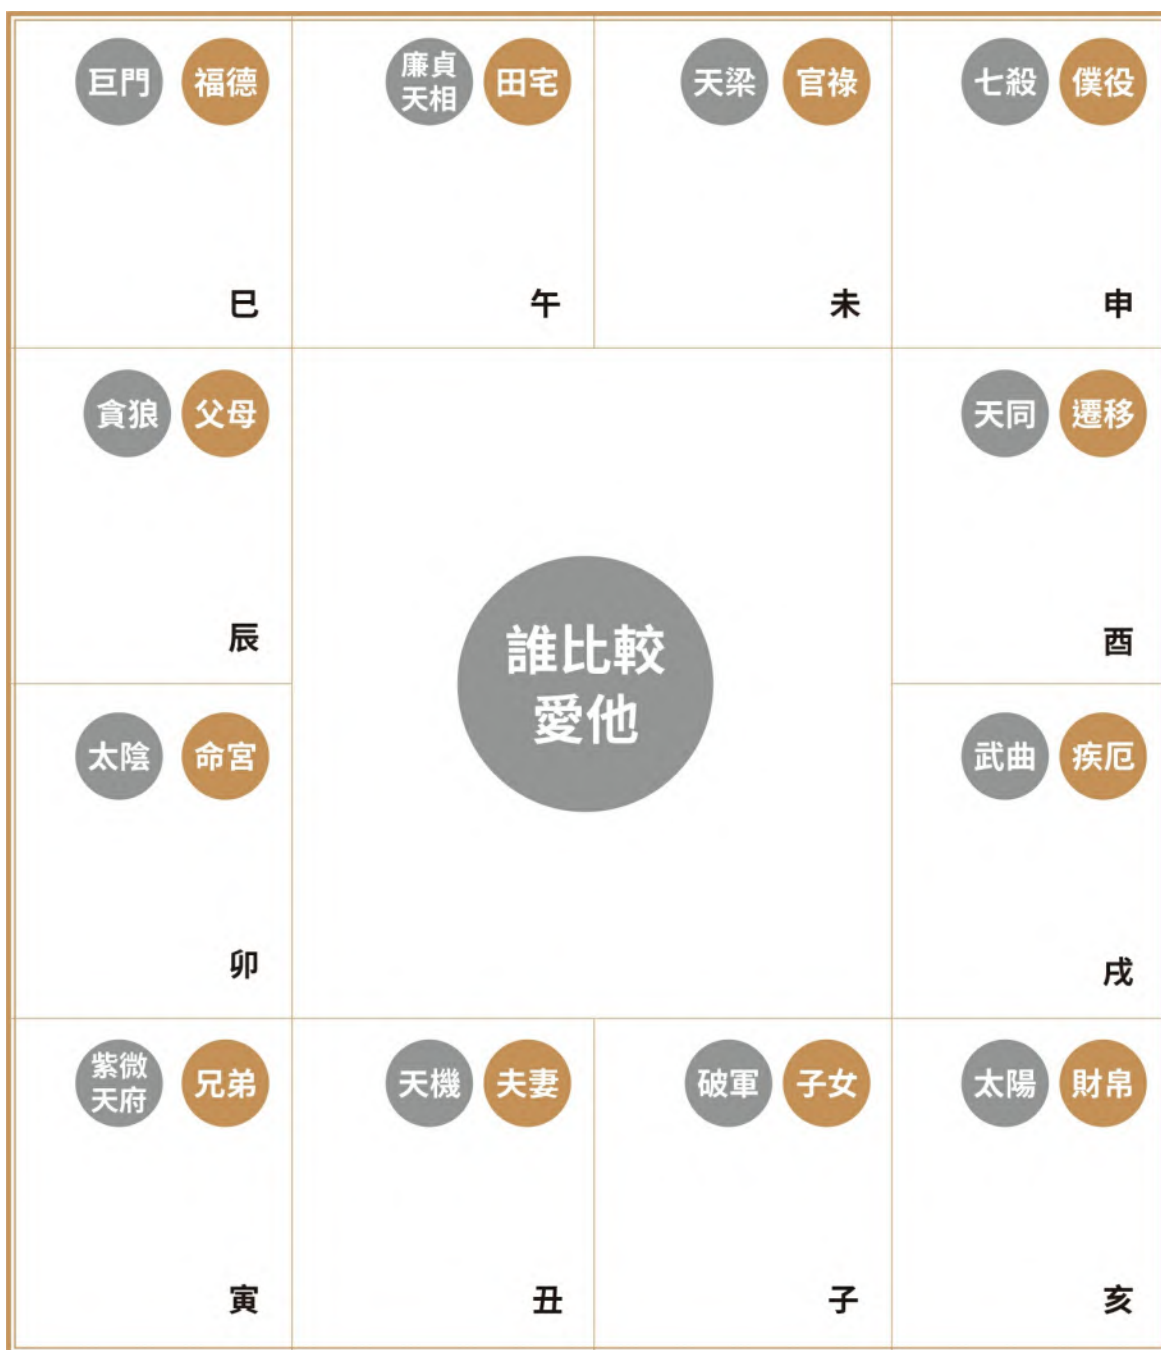 巨門 福德
巳
廉貞
天相
田宅
午
天梁 官祿
未
七殺 僕役
申
貪狼 父母
辰
誰比較
愛他
天同 遷移
酉
太陰 命宮
卯
武曲 疾厄
戌
紫微
天府
兄弟
寅
天機 夫妻
丑
破軍 子女
子
太陽 財帛
亥